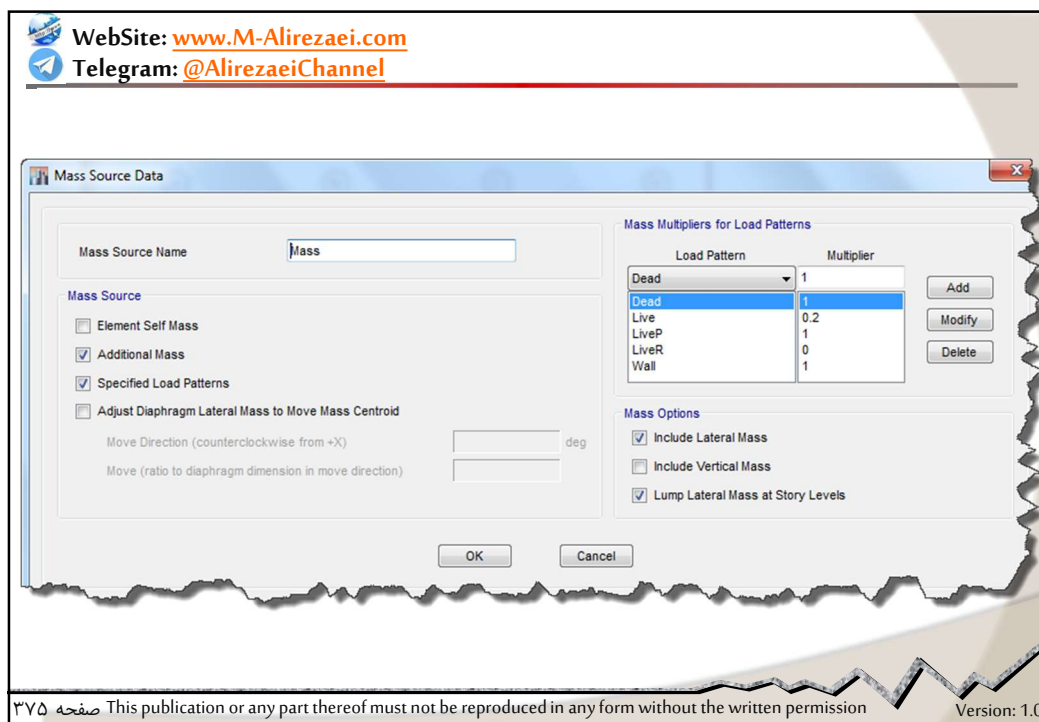 WebSite: www.M-Alirezaei.com
Telegram: @AlirezaeiChannel
Mass Source Data
Mass Source Name Mass
Mass Source
Element Self Mass
Additional Mass
Specified Load Patterns
Adjust Diaphragm Lateral Mass to Move Mass Centroid
Move Direction (counterclockwise from +X) deg
Move (ratio to diaphragm dimension in move direction)
Mass Multipliers for Load Patterns
Load Pattern Multiplier
Dead 1 Add
Dead 1
Live 0.2 Modify
LiveP 1
LiveR 0 Delete
Wall 1
Mass Options
Include Lateral Mass
Include Vertical Mass
Lump Lateral Mass at Story Levels
OK Cancel
صفحه ۳۷۵ This publication or any part thereof must not be reproduced in any form without the written permission Version: 1.0